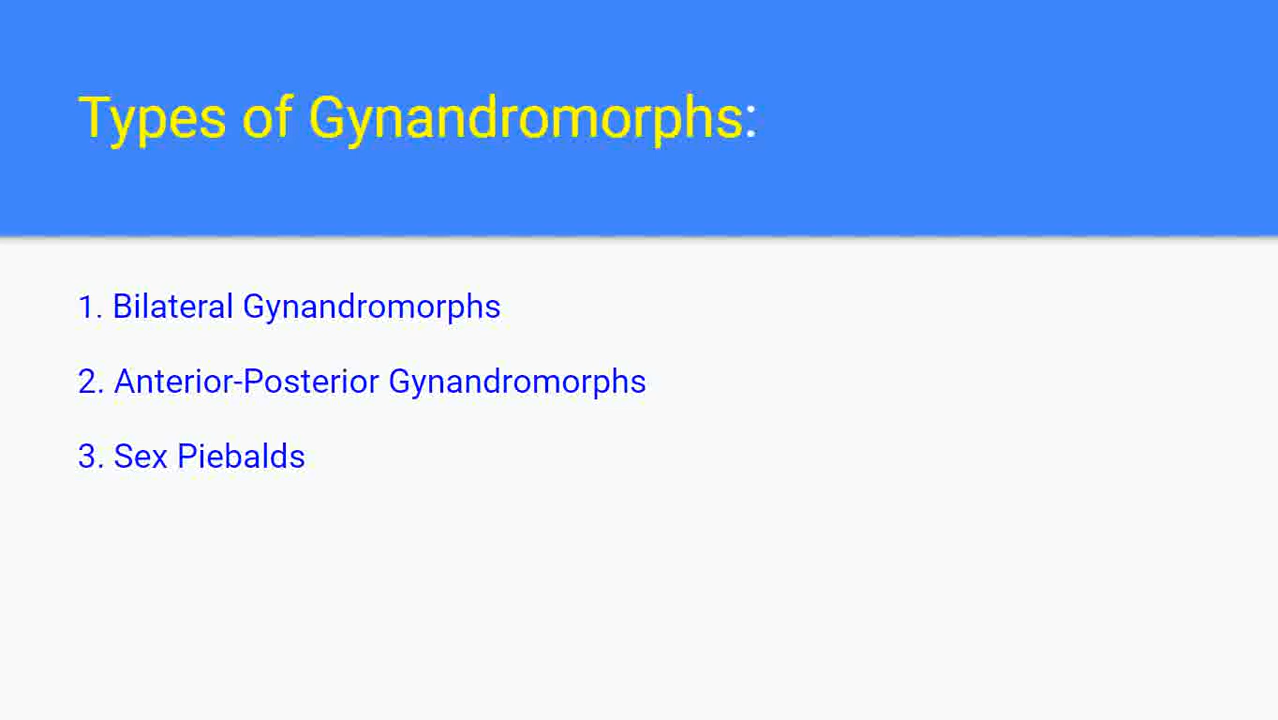 Types of Gynandromorphs:
1. Bilateral Gynandromorphs
2. Anterior-Posterior Gynandromorphs
3. Sex Piebalds